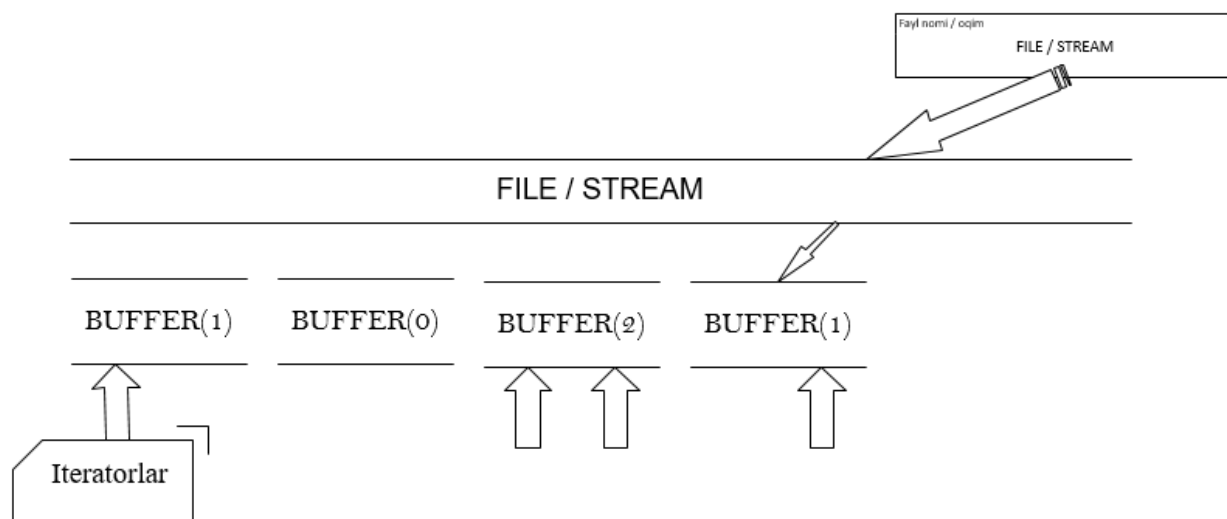 Fayl nomi / oqim
FILE / STREAM
FILE / STREAM
BUFFER(1)
BUFFER(0)
BUFFER(2)
BUFFER(1)
Iteratorlar